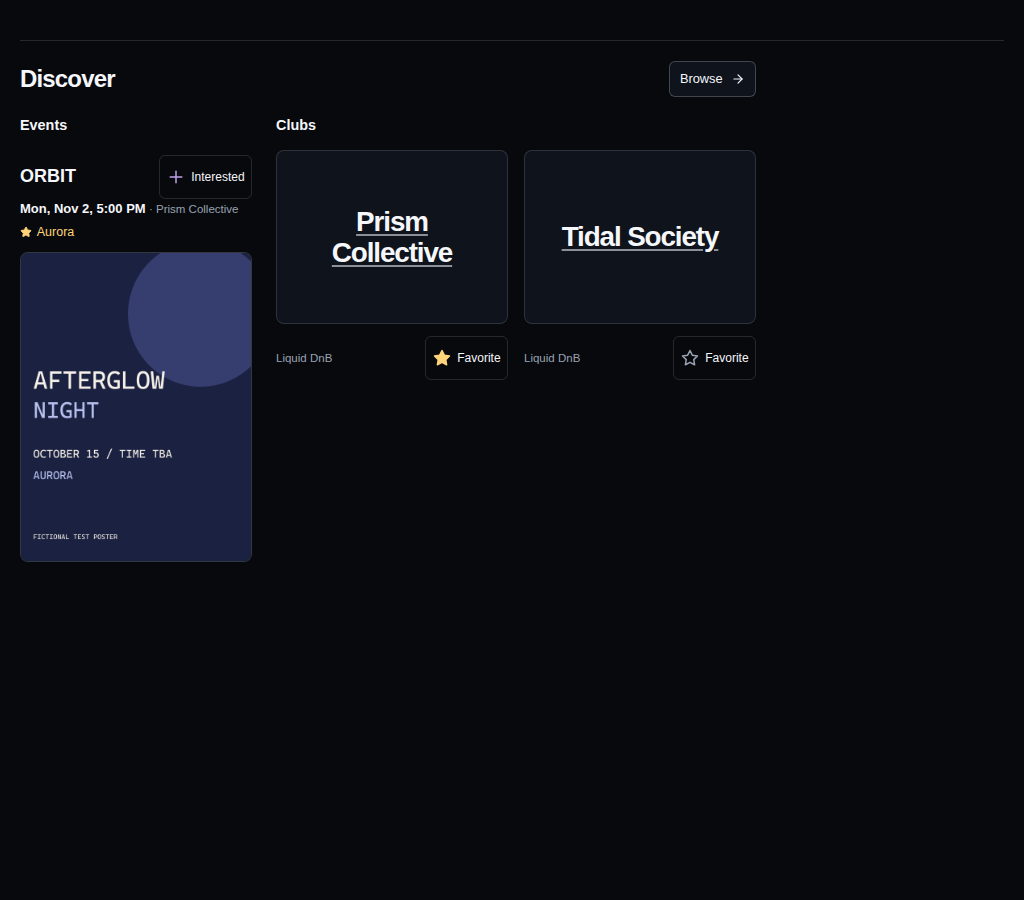 Discover
Browse
Events
Clubs
ORBIT
Interested
Mon, Nov 2, 5:00 PM · Prism Collective
Aurora
AFTERGLOW
NIGHT
OCTOBER 15 / TIME TBA
AURORA
FICTIONAL TEST POSTER
Prism
Collective
Liquid DnB
Favorite
Tidal Society
Liquid DnB
Favorite